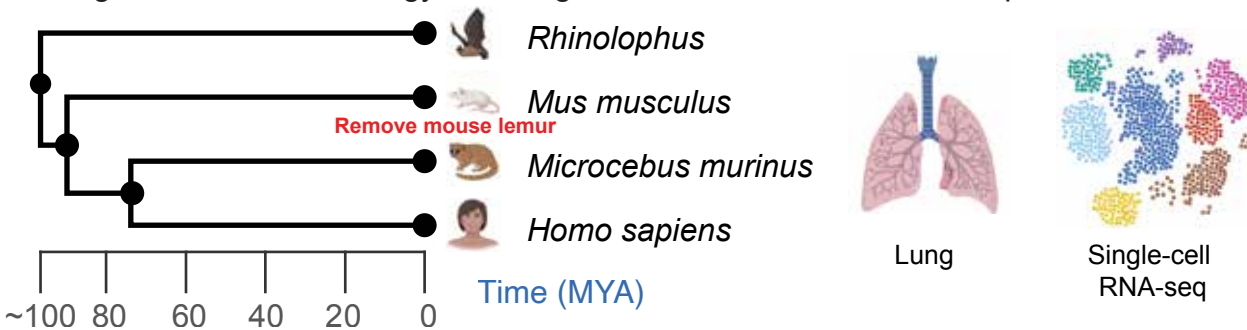 Rhinolophus
Mus musculus
Remove mouse lemur
Microcebus murinus
Homo sapiens
~100 80 60 40 20 0
Time (MYA)
Lung
Single-cell
RNA-seq